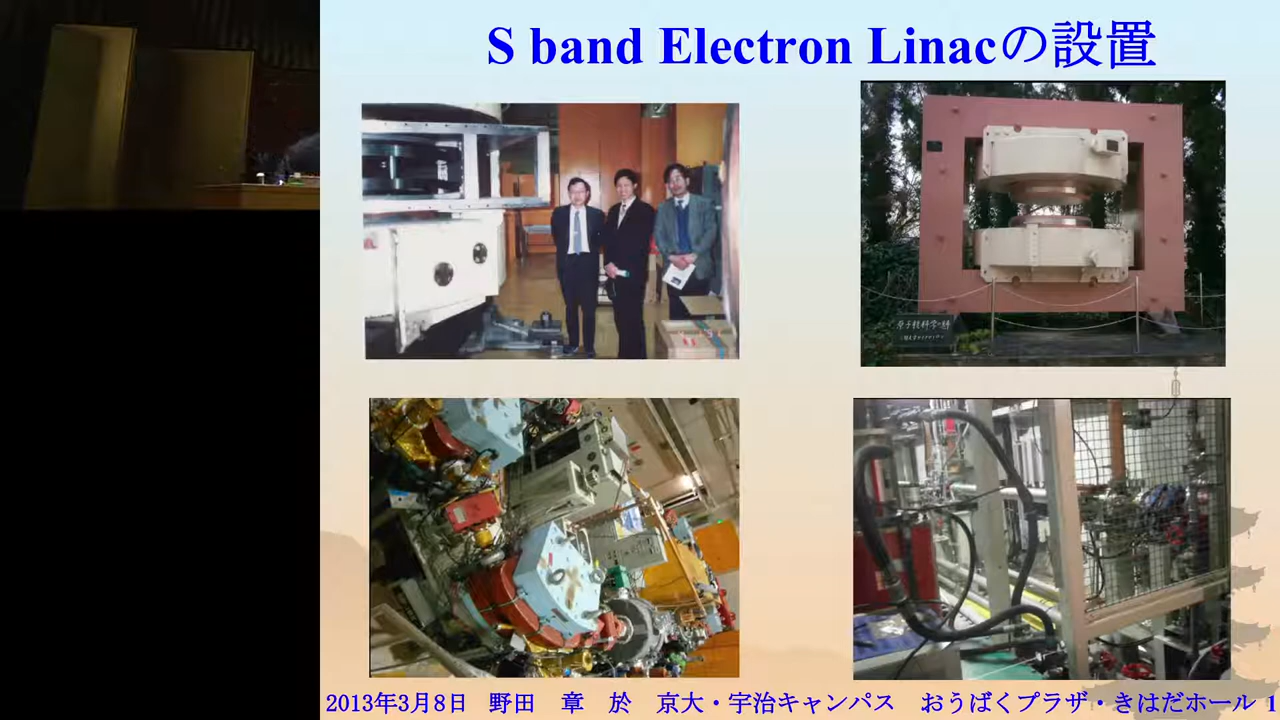 S band Electron Linacの設置
2013年3月8日 野田 章 於 京大・宇治キャンパス おうばくプラザ・きはだホール 1